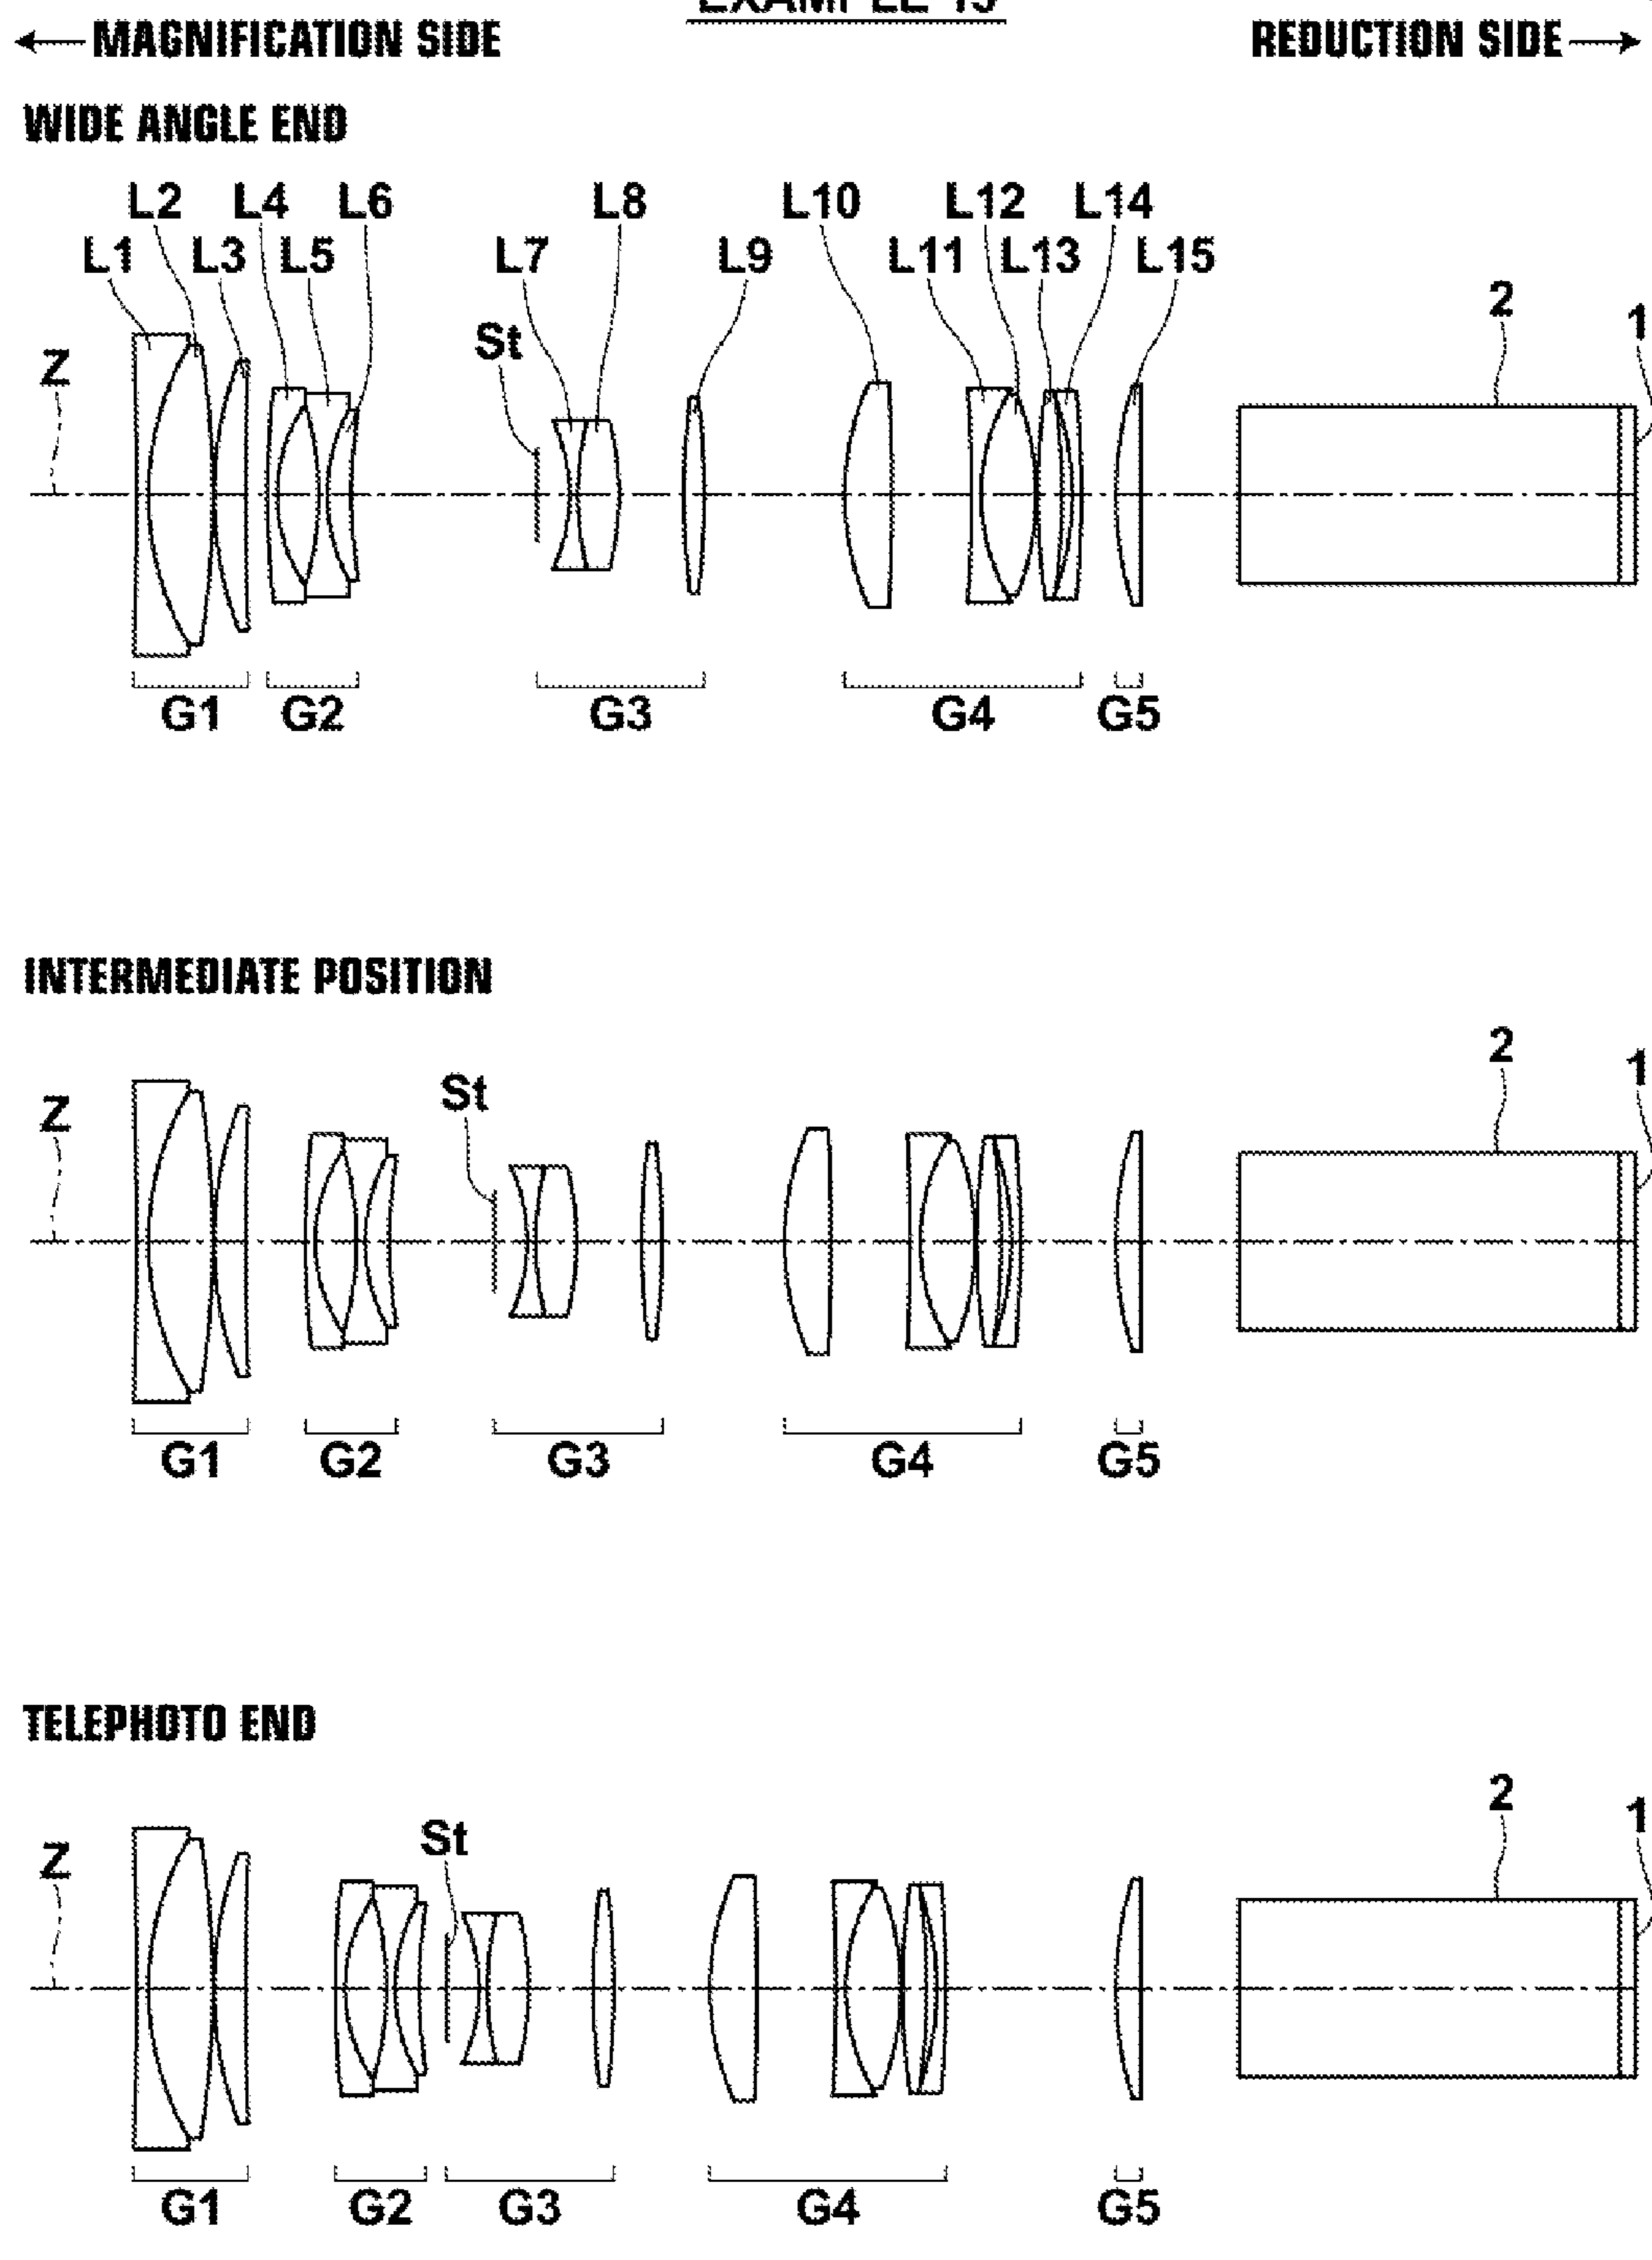 MAGNIFICATION SIDE REDUCTION SIDE
WIDE ANGLE END
L2 L4 L6 L8 L10 L12 L14
L1 L3 L5 L7 L9 L11 L13 L15
2
1
St
Z
G1 G2 G3 G4 G5
INTERMEDIATE POSITION
2
1
St
Z
G1 G2 G3 G4 G5
TELEPHOTO END
2
1
St
Z
G1 G2 G3 G4 G5